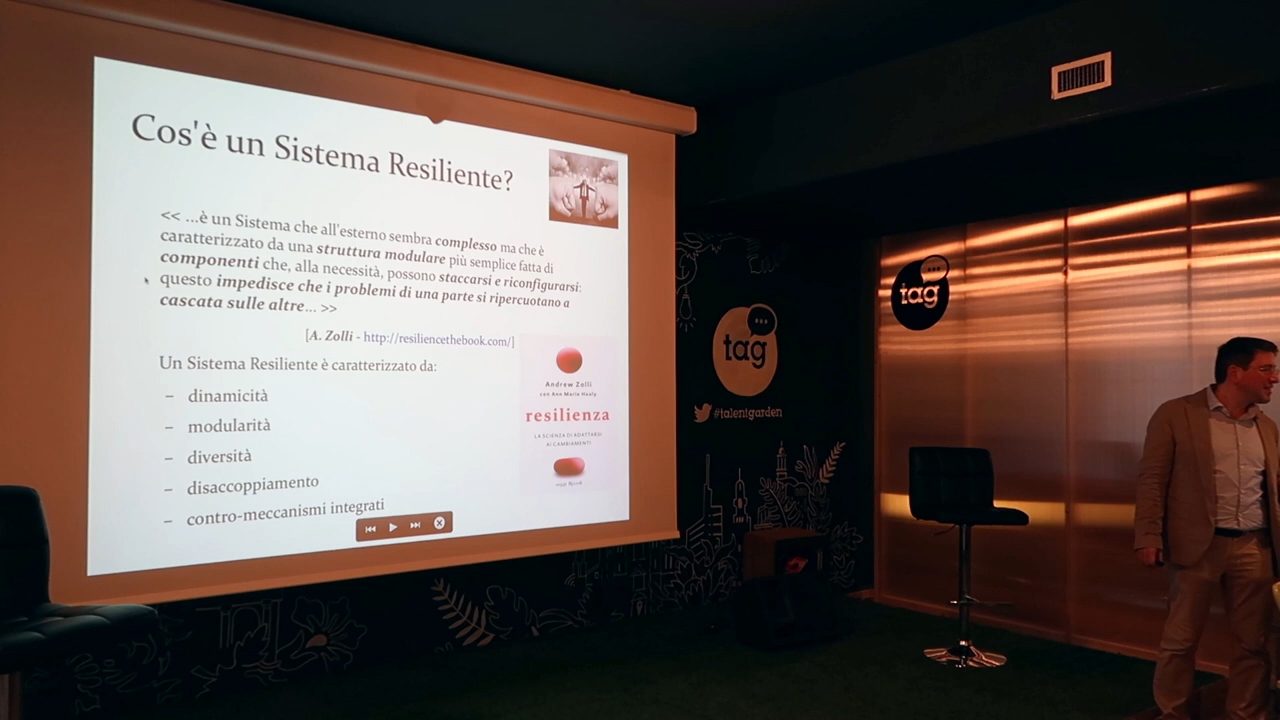 Cos'è un Sistema Resiliente?
<< ...è un Sistema che all'esterno sembra complesso ma che è
caratterizzato da una struttura modulare più semplice fatta di
componenti che, alla necessità, possono staccarsi e riconfigurarsi:
questo impedisce che i problemi di una parte si ripercuotano a
cascata sulle altre... >>
[A. Zolli - http://resiliencethebook.com/]
Un Sistema Resiliente è caratterizzato da:
– dinamicità
– modularità
– diversità
– disaccoppiamento
– contro-meccanismi integrati
Andrew Zolli
con Ann Marie Healy
resilienza
LA SCIENZA DI ADATTARSI
AI CAMBIAMENTI
tag
#talentgarden
tag